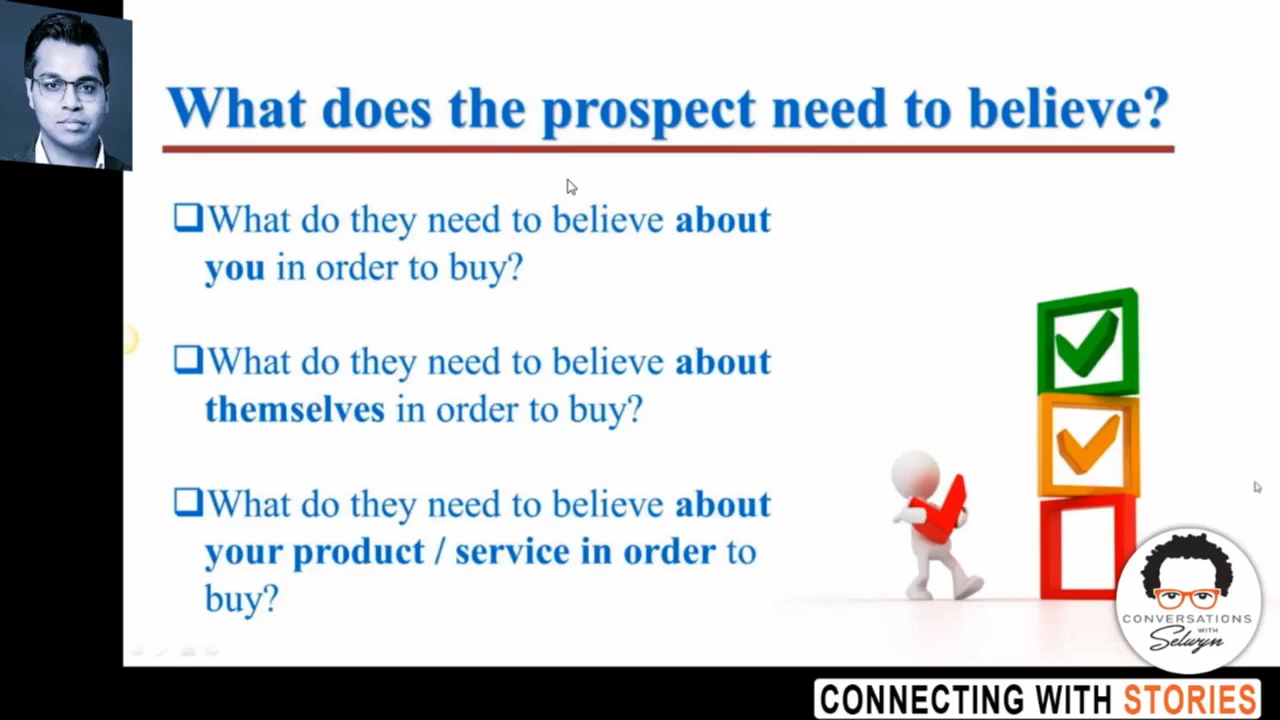 What does the prospect need to believe?
What do they need to believe about
you in order to buy?
What do they need to believe about
themselves in order to buy?
What do they need to believe about
your product / service in order to
buy?
CONVERSATIONS
WITH
Selwyn
CONNECTING WITH STORIES